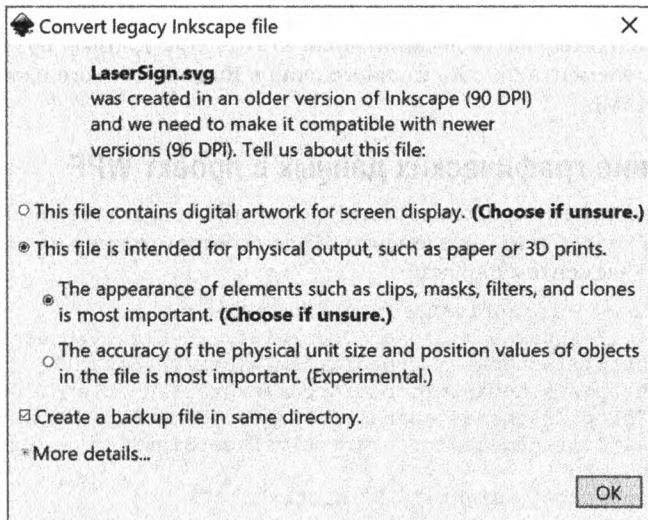 Convert legacy Inkscape file
LaserSign.svg
was created in an older version of Inkscape (90 DPI)
and we need to make it compatible with newer
versions (96 DPI). Tell us about this file:
This file contains digital artwork for screen display. (Choose if unsure.)
This file is intended for physical output, such as paper or 3D prints.
The appearance of elements such as clips, masks, filters, and clones
is most important. (Choose if unsure.)
The accuracy of the physical unit size and position values of objects
in the file is most important. (Experimental.)
Create a backup file in same directory.
More details...
OK